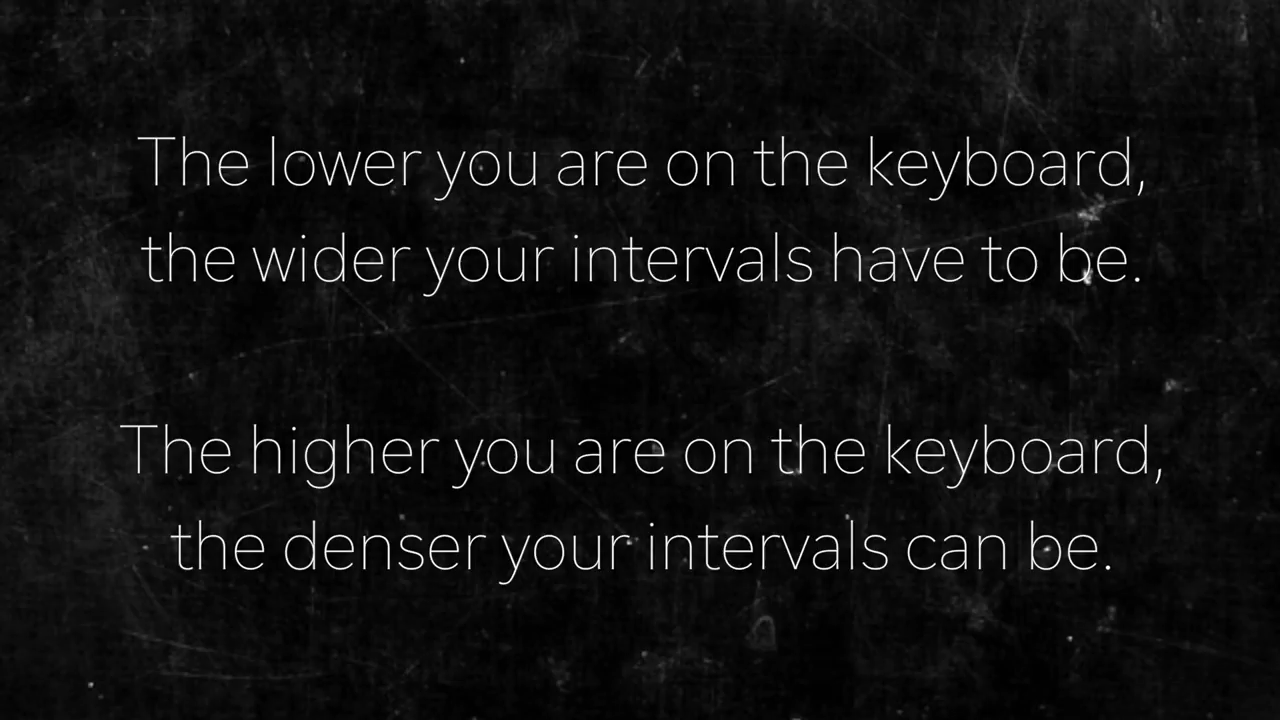 The lower you are on the keyboard,
the wider your intervals have to be.
The higher you are on the keyboard,
the denser your intervals can be.